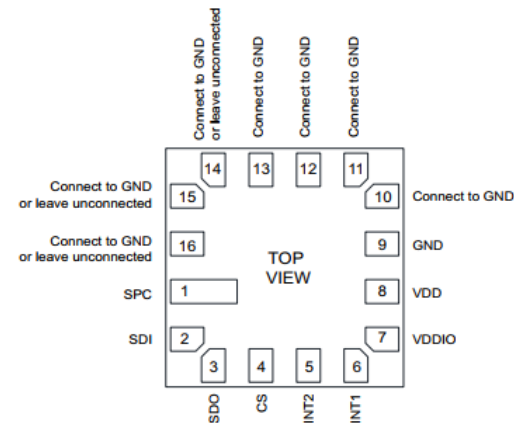 Connect to GND
or leave unconnected
Connect to GND
Connect to GND
Connect to GND
14
13
12
11
Connect to GND
or leave unconnected
15
10
Connect to GND
Connect to GND
or leave unconnected
16
9
GND
TOP
VIEW
SPC
1
8
VDD
SDI
2
7
VDDIO
3
4
5
6
SDO
CS
INT2
INT1